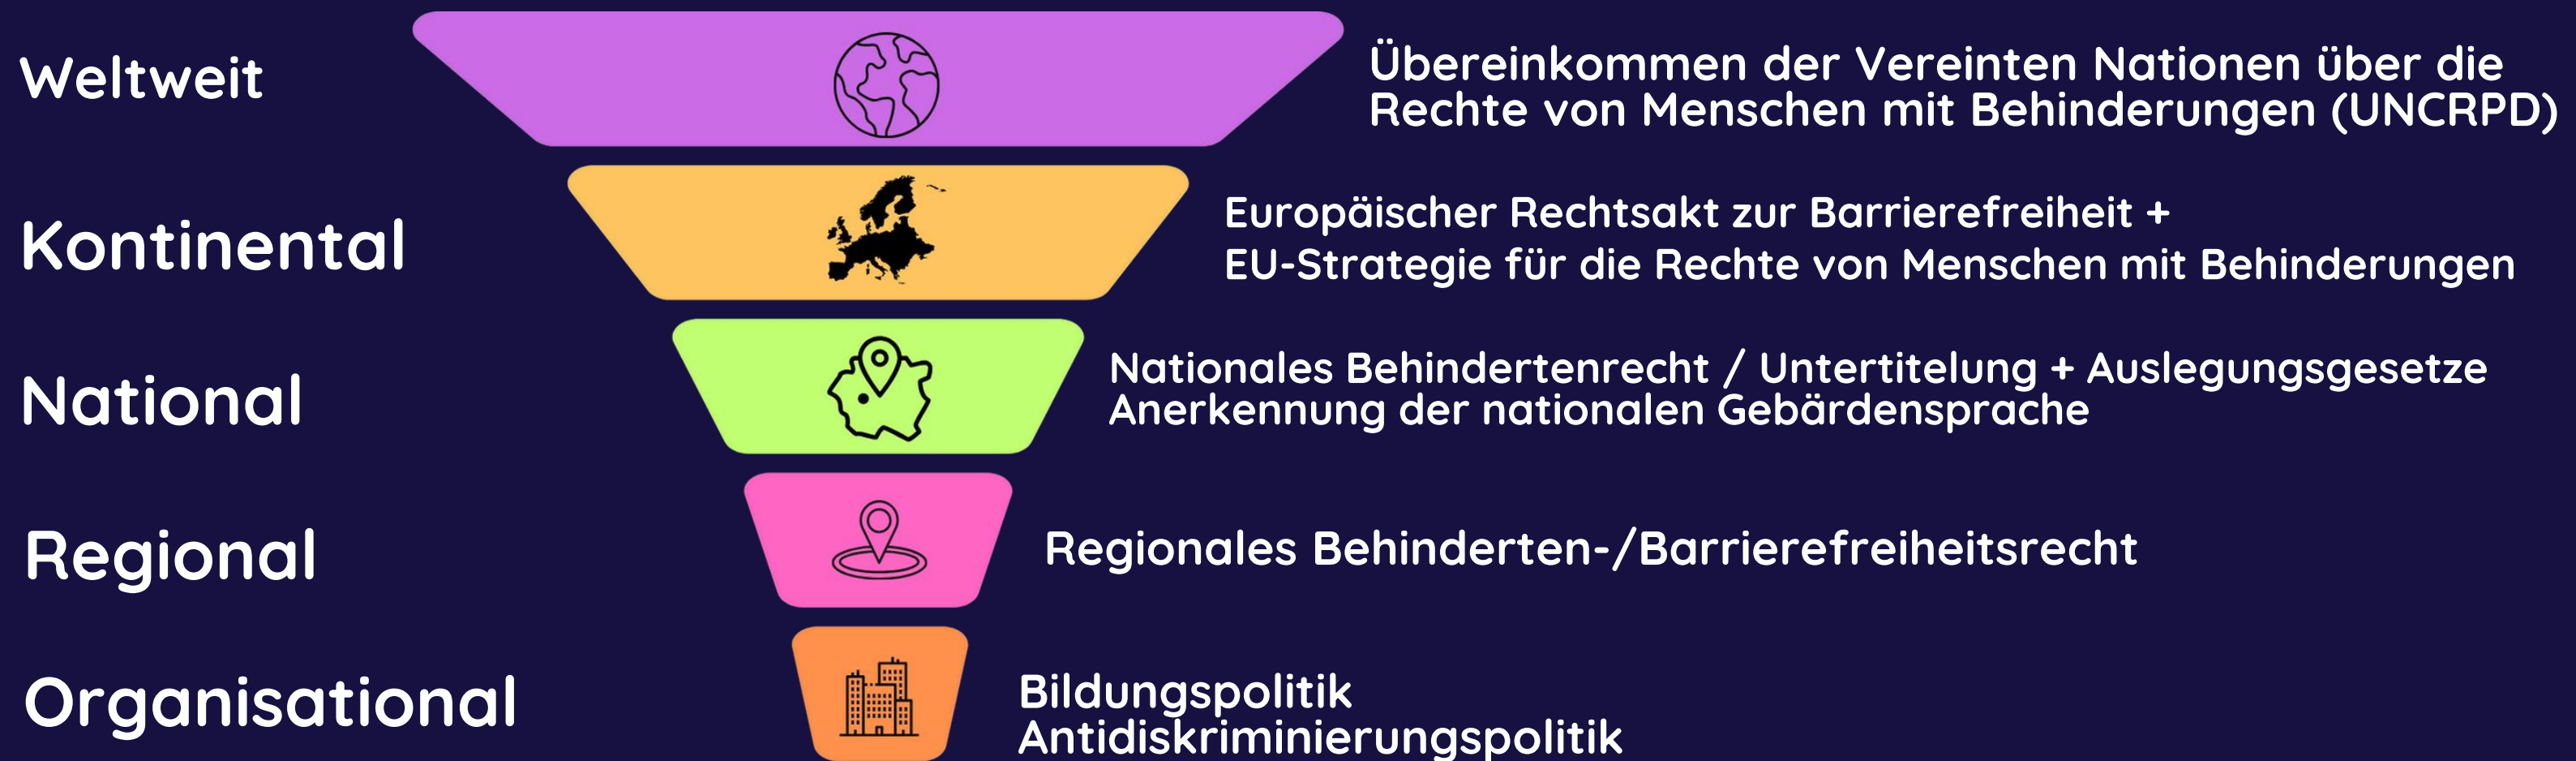 Weltweit
Übereinkommen der Vereinten Nationen über die
Rechte von Menschen mit Behinderungen (UNCRPD)
Kontinental
Europäischer Rechtsakt zur Barrierefreiheit +
EU-Strategie für die Rechte von Menschen mit Behinderungen
National
Nationales Behindertenrecht / Untertitelung + Auslegungsgesetze
Anerkennung der nationalen Gebärdensprache
Regional
Regionales Behinderten-/Barrierefreiheitsrecht
Organisational
Bildungspolitik
Antidiskriminierungspolitik